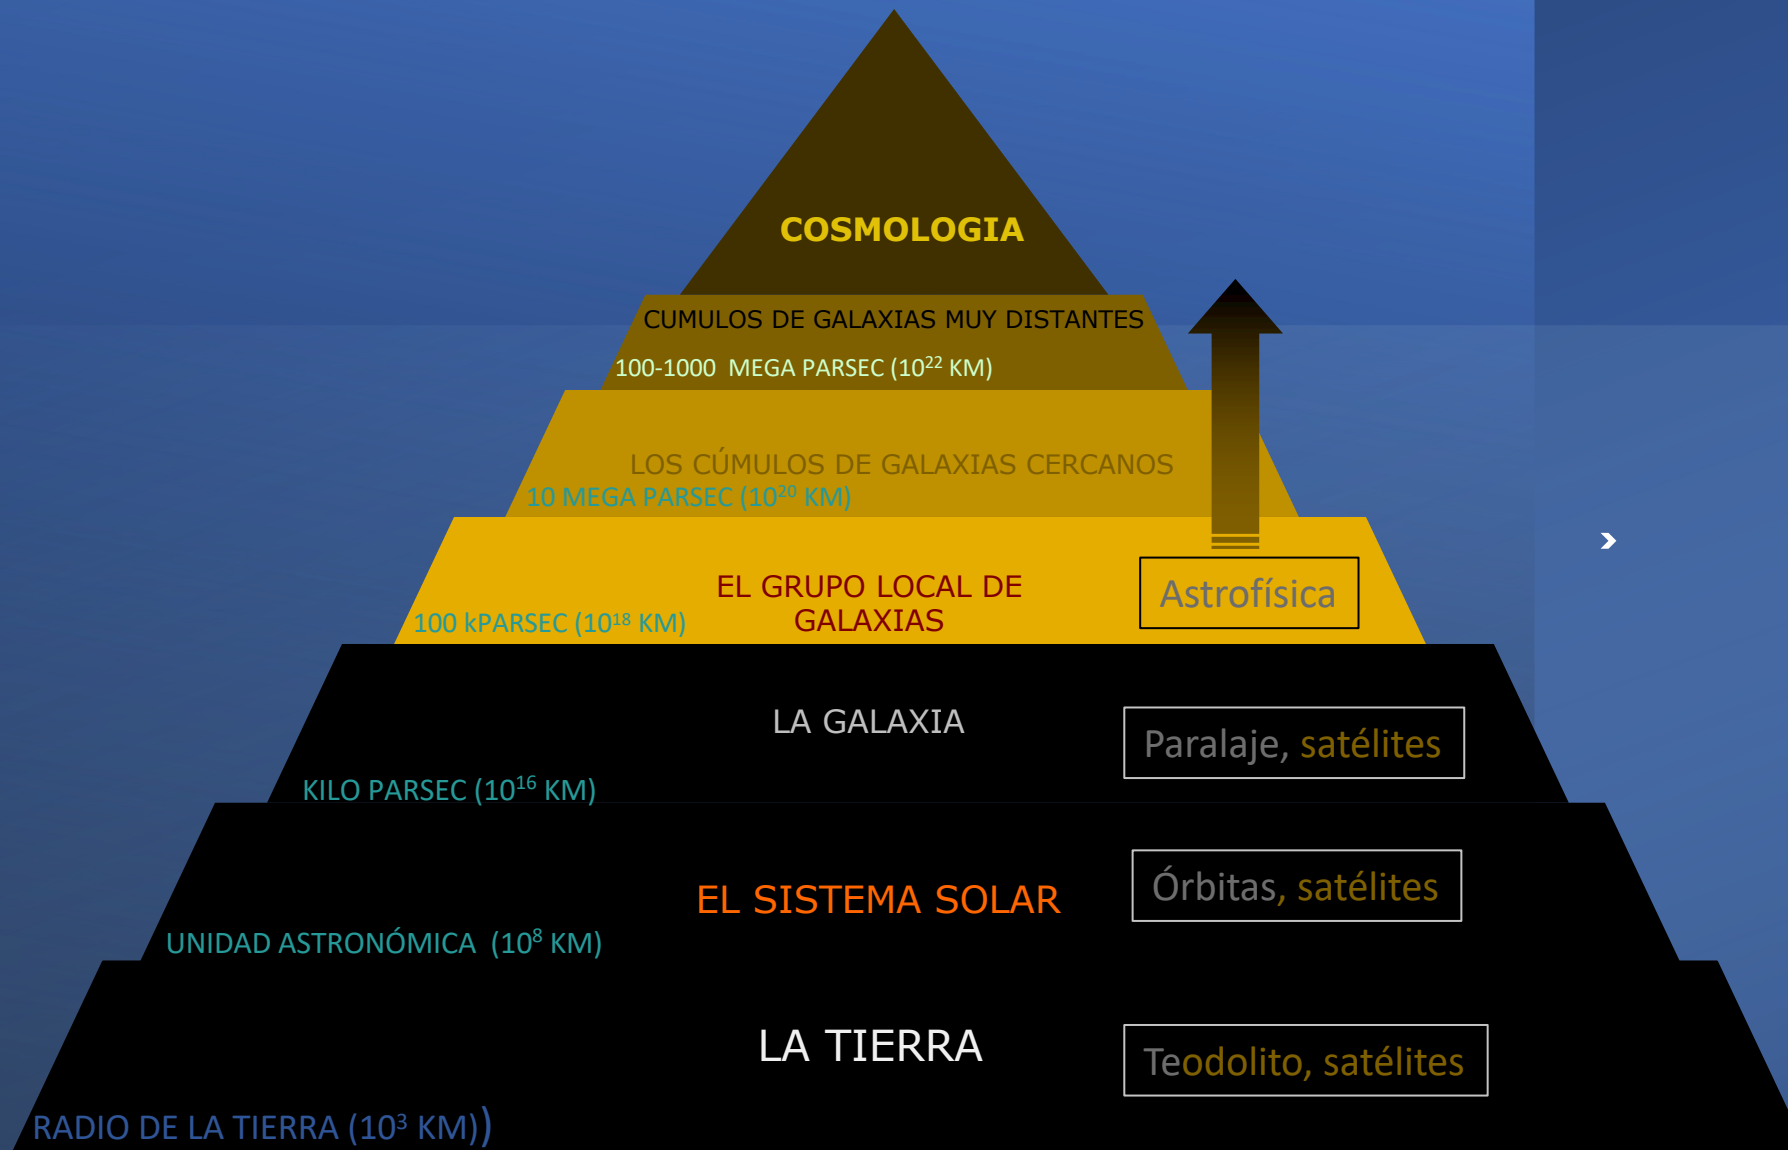 COSMOLOGIA
CUMULOS DE GALAXIAS MUY DISTANTES
100-1000 MEGA PARSEC (10²² KM)
LOS CÚMULOS DE GALAXIAS CERCANOS
10 MEGA PARSEC (10²⁰ KM)
EL GRUPO LOCAL DE
GALAXIAS
Astrofísica
100 kPARSEC (10¹⁸ KM)
LA GALAXIA
Paralaje, satélites
KILO PARSEC (10¹⁶ KM)
EL SISTEMA SOLAR
Órbitas, satélites
UNIDAD ASTRONÓMICA (10⁸ KM)
LA TIERRA
Teodolito, satélites
RADIO DE LA TIERRA (10³ KM))